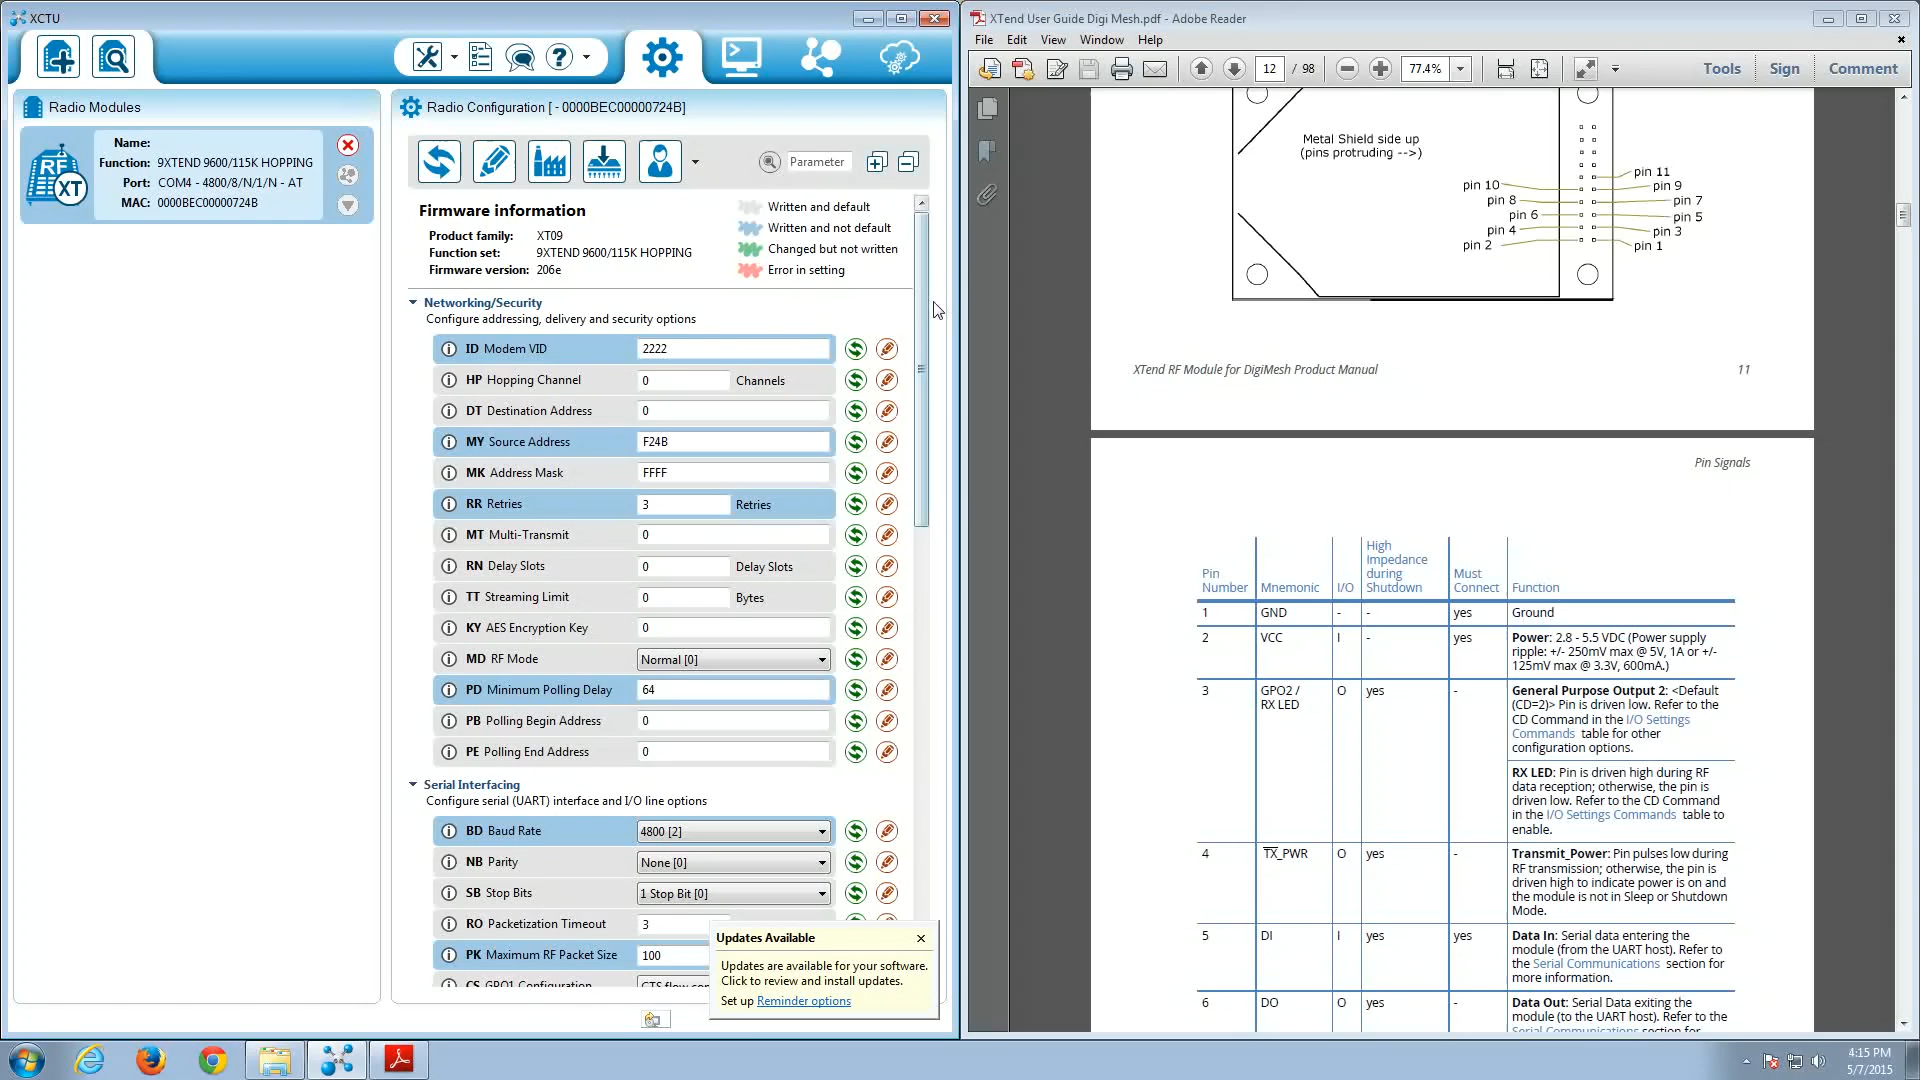 XCTU
Radio Modules
Name:
Function: 9XTEND 9600/115K HOPPING
Port: COM4 - 4800/8/N/1/N - AT
MAC: 0000BEC00000724B
RF
XT
Radio Configuration [ - 0000BEC00000724B]
Parameter
Firmware information
Product family: XT09
Function set: 9XTEND 9600/115K HOPPING
Firmware version: 206e
Written and default
Written and not default
Changed but not written
Error in setting
Networking/Security
Configure addressing, delivery and security options
ID Modem VID 2222
HP Hopping Channel 0 Channels
DT Destination Address 0
MY Source Address F24B
MK Address Mask FFFF
RR Retries 3 Retries
MT Multi-Transmit 0
RN Delay Slots 0 Delay Slots
TT Streaming Limit 0 Bytes
KY AES Encryption Key 0
MD RF Mode Normal [0]
PD Minimum Polling Delay 64
PB Polling Begin Address 0
PE Polling End Address 0
Serial Interfacing
Configure serial (UART) interface and I/O line options
BD Baud Rate 4800 [2]
NB Parity None [0]
SB Stop Bits 1 Stop Bit [0]
RO Packetization Timeout 3
PK Maximum RF Packet Size 100
CS GPO1 Configuration
Updates Available
Updates are available for your software.
Click to review and install updates.
Set up Reminder options
XTend User Guide Digi Mesh.pdf - Adobe Reader
File Edit View Window Help
12 / 98 77.4% Tools Sign Comment
Metal Shield side up
(pins protruding -->)
pin 11
pin 10 pin 9
pin 8 pin 7
pin 6 pin 5
pin 4 pin 3
pin 2 pin 1
XTend RF Module for DigiMesh Product Manual 11
Pin Signals
Pin Number Mnemonic I/O High Impedance during Shutdown Must Connect Function
1 GND - - yes Ground
2 VCC I - yes Power: 2.8 - 5.5 VDC (Power supply
ripple: +/- 250mV max @ 5V, 1A or +/-
125mV max @ 3.3V, 600mA.)
3 GPO2 / RX LED O yes - General Purpose Output 2: <Default
(CD=2)> Pin is driven low. Refer to the
CD Command in the I/O Settings
Commands table for other
configuration options.
RX LED: Pin is driven high during RF
data reception; otherwise, the pin is
driven low. Refer to the CD Command
in the I/O Settings Commands table to
enable.
4 TX_PWR O yes - Transmit_Power: Pin pulses low during
RF transmission; otherwise, the pin is
driven high to indicate power is on and
the module is not in Sleep or Shutdown
Mode.
5 DI I yes yes Data In: Serial data entering the
module (from the UART host). Refer to
the Serial Communications section for
more information.
6 DO O yes - Data Out: Serial Data exiting the
module (to the UART host). Refer to the
Serial Communications section for
4:15 PM
5/7/2015